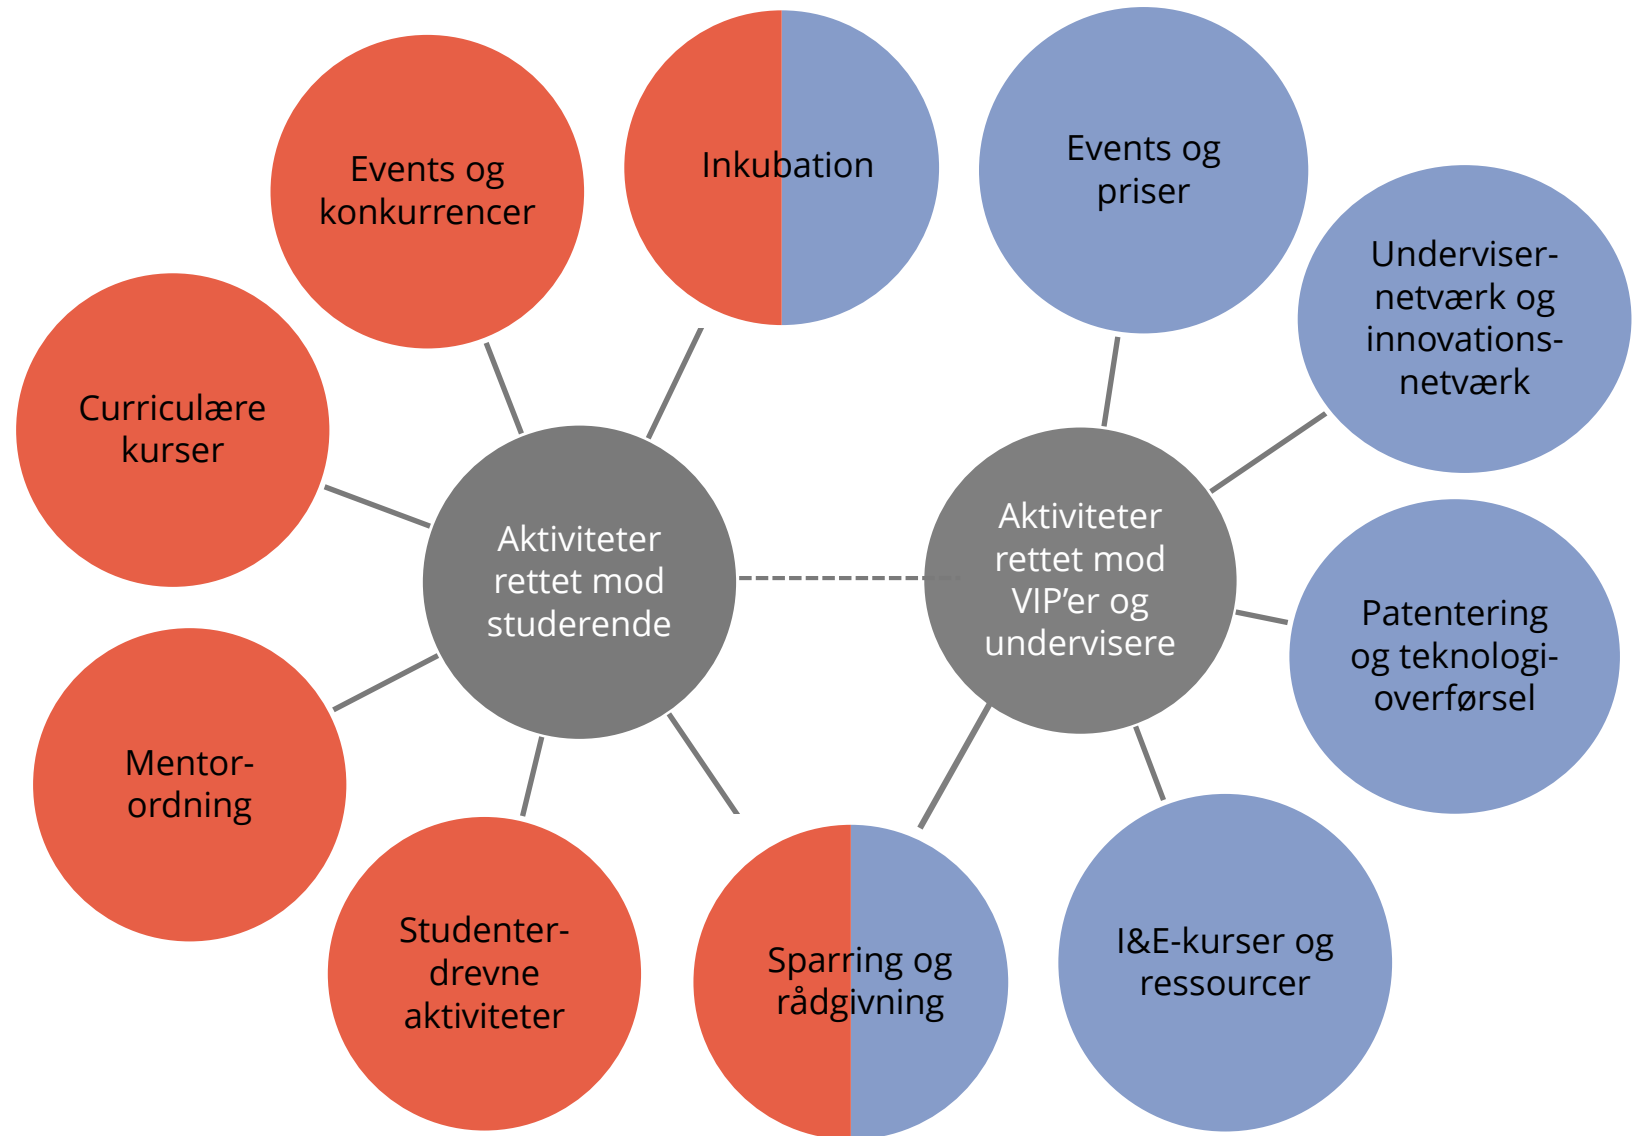 Events og
konkurrencer
Inkubation
Events og
priser
Underviser-
netværk og
innovations-
netværk
Curriculære
kurser
Aktiviteter
rettet mod
studerende
Aktiviteter
rettet mod
VIP’er og
undervisere
Patentering
og teknologi-
overførsel
Mentor-
ordning
Studenter-
drevne
aktiviteter
Sparring og
rådgivning
I&E-kurser og
ressourcer